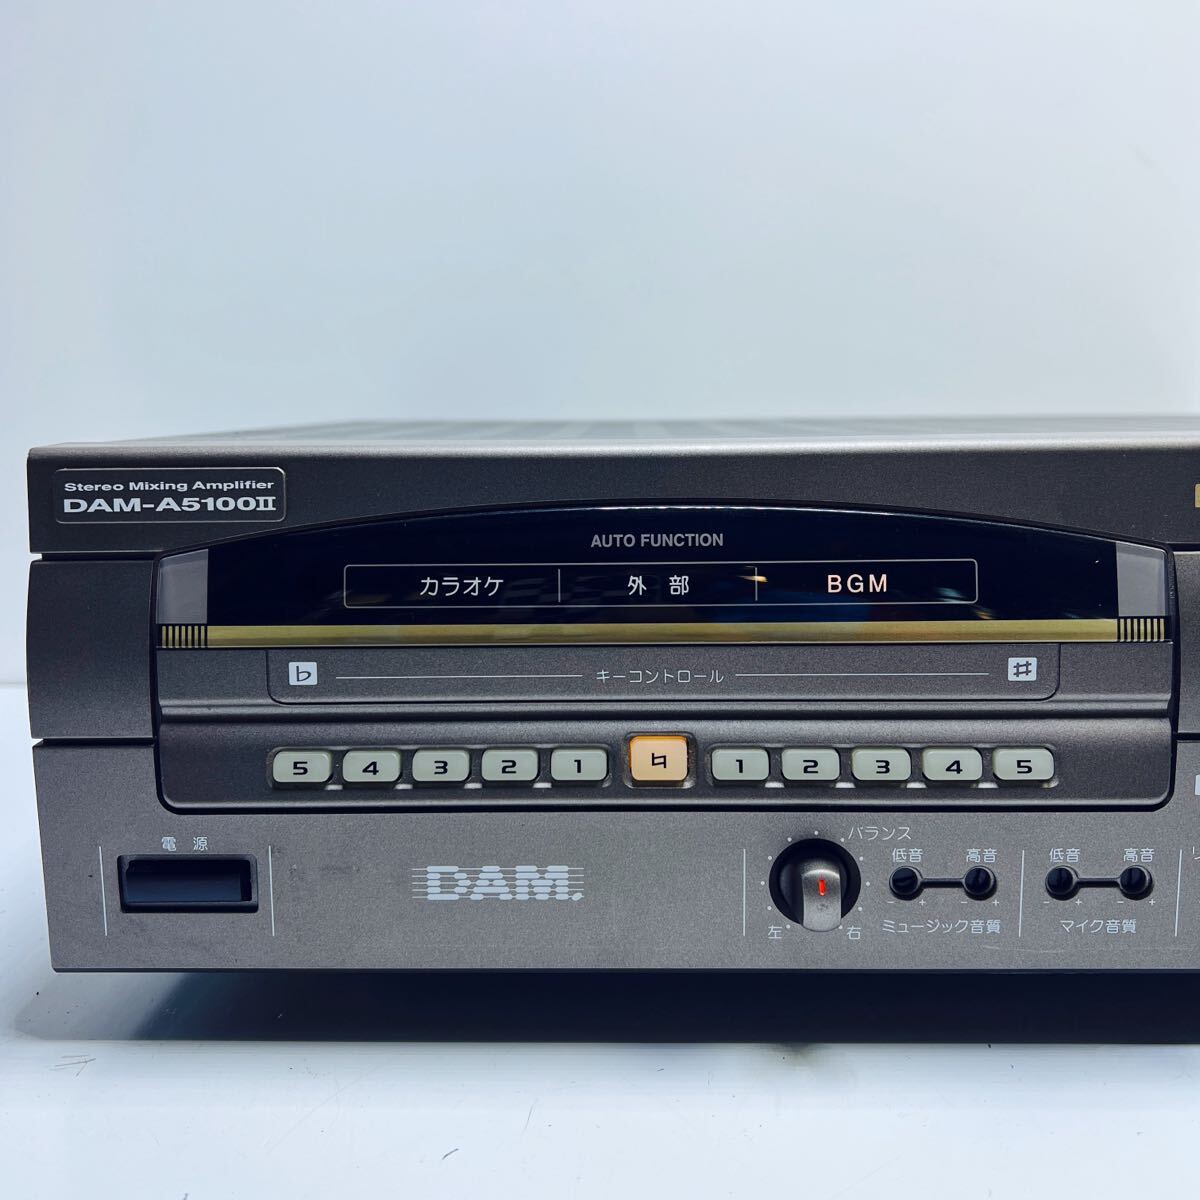 Stereo Mixing Amplifier
DAM-A5100II
AUTO FUNCTION
カラオケ 外部 BGM
♭ キーコントロール ♯
5 4 3 2 1 ♮ 1 2 3 4 5
電源
DAM
バランス
左 右
低音 高音
- + - +
ミュージック音質
低音 高音
- + - +
マイク音質